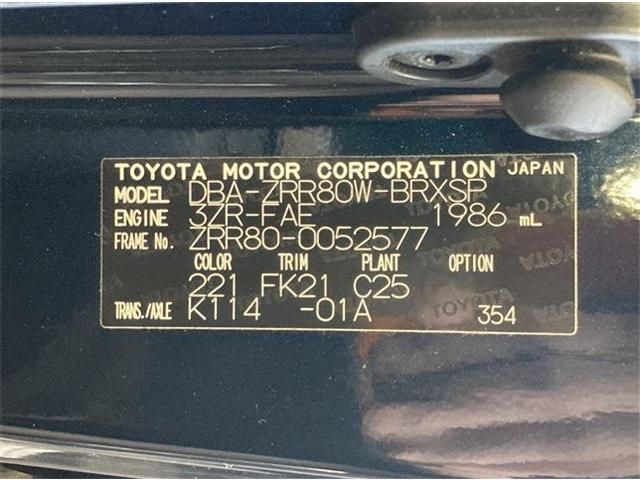 TOYOTA MOTOR CORPORATION JAPAN
MODEL DBA-ZRR80W-BRXSP
ENGINE 3ZR-FAE 1986 mL
FRAME No. ZRR80-0052577
COLOR TRIM PLANT OPTION
221 FK21 C25
TRANS./AXLE K114 -01A 354